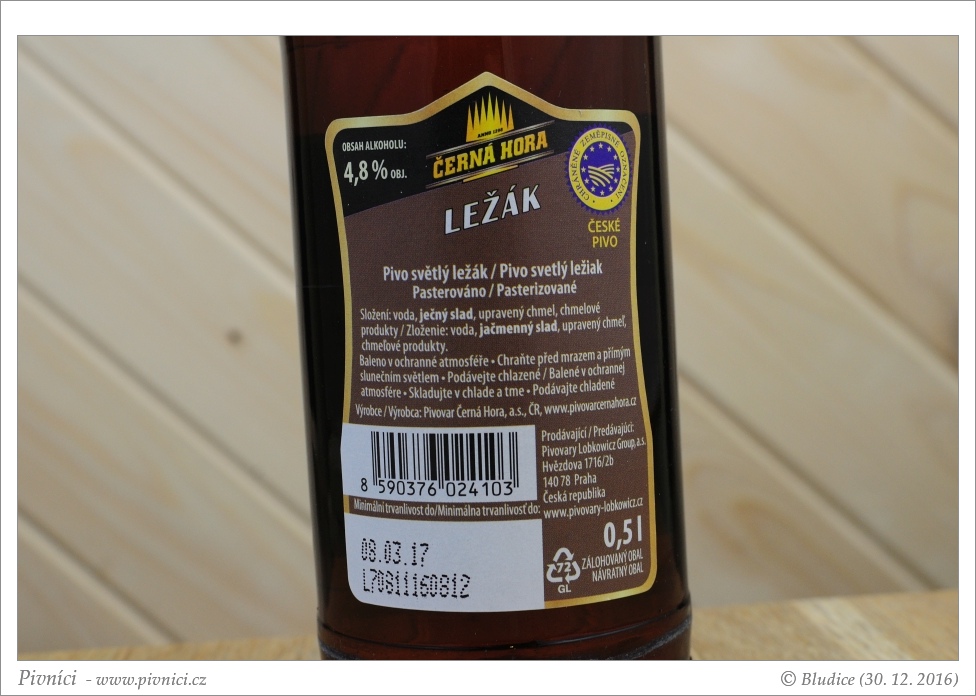 OBSAH ALKOHOLU:
4,8 % OBJ.
ANNO 1298
ČERNÁ HORA
LEŽÁK
CHRÁNĚNÉ ZEMĚPISNÉ OZNAČENÍ
ČESKÉ
PIVO
Pivo světlý ležák / Pivo svetlý ležiak
Pasterováno / Pasterizované
Složení: voda, ječný slad, upravený chmel, chmelové
produkty / Zloženie: voda, jačmenný slad, upravený chmeľ,
chmeľové produkty.
Baleno v ochranné atmosféře • Chraňte před mrazem a přímým
slunečním světlem • Podávejte chlazené / Balené v ochrannej
atmosfére • Skladujte v chlade a tme • Podávajte chladené
Výrobce / Výrobca: Pivovar Černá Hora, a.s., ČR, www.pivovarcernahora.cz
8 590376 024103
Prodávající / Predávajúci:
Pivovary Lobkowicz Group, a.s.
Hvězdova 1716/2b
140 78 Praha
Česká republika
www.pivovary-lobkowicz.cz
Minimální trvanlivost do/Minimálna trvanlivosť do:
08.03.17
L70811160812
0,5 l
72
GL
ZÁLOHOVANÝ OBAL
NÁVRATNÝ OBAL
Pivníci - www.pivnici.cz
© Bludice (30. 12. 2016)